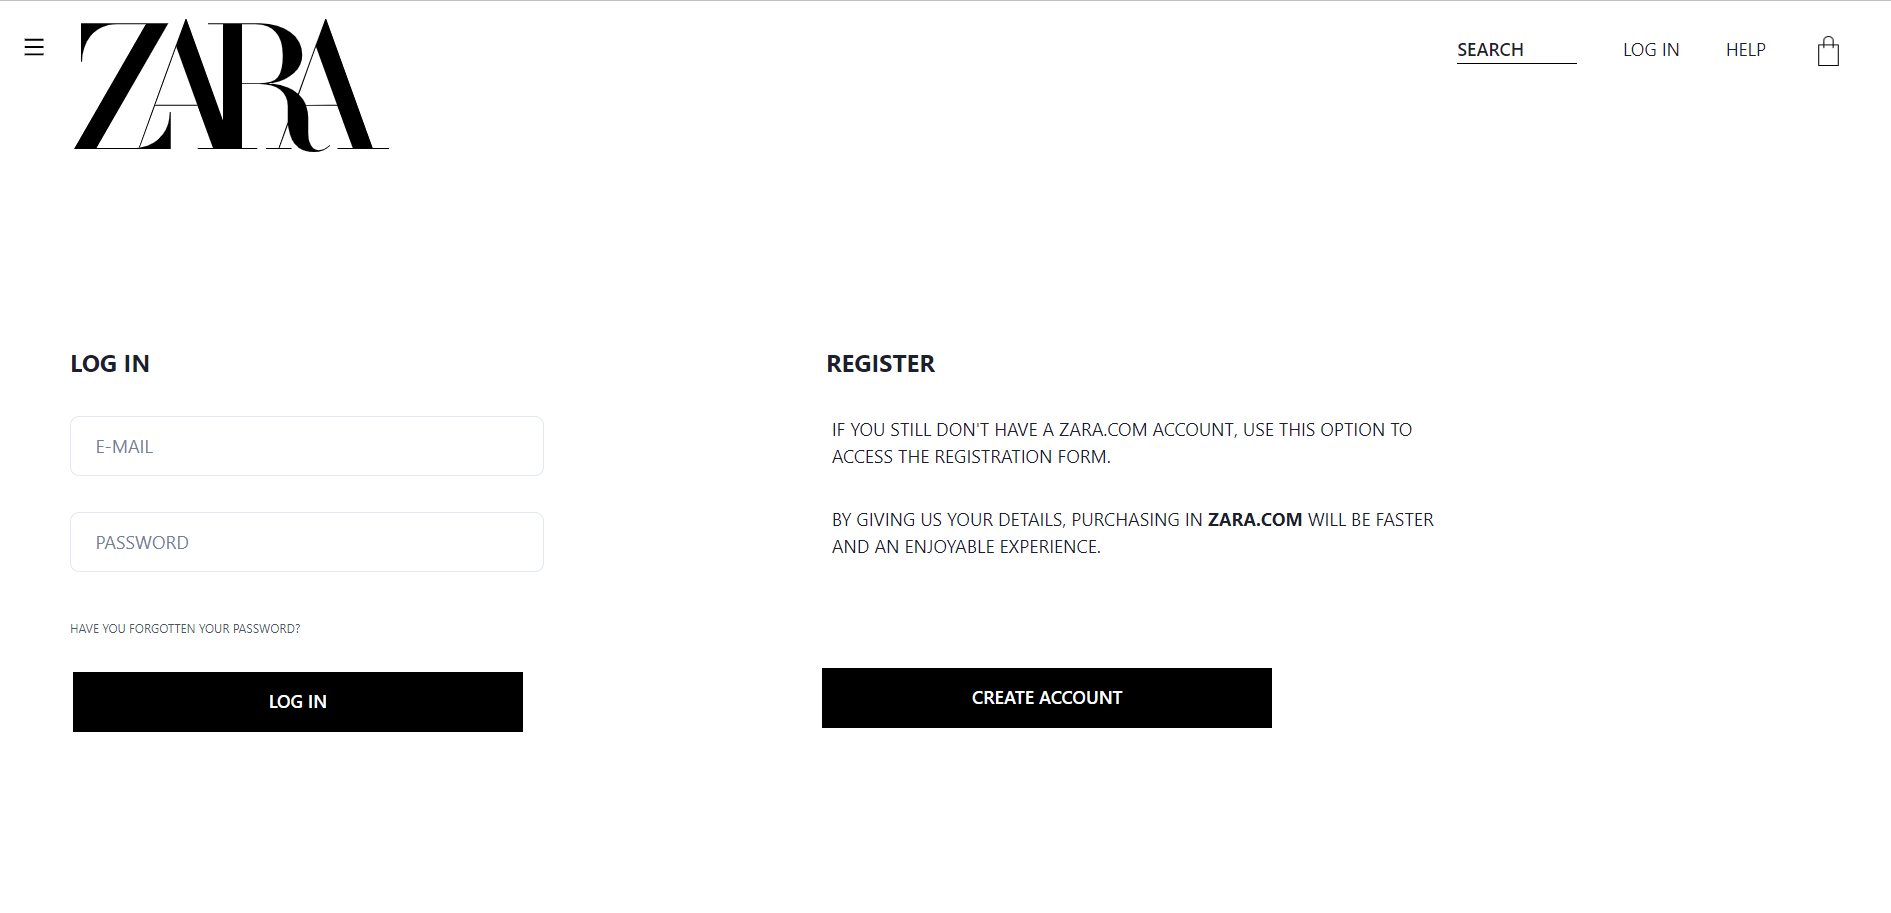 ZARA
SEARCH
LOG IN
HELP
LOG IN
E-MAIL
PASSWORD
HAVE YOU FORGOTTEN YOUR PASSWORD?
LOG IN
REGISTER
IF YOU STILL DON'T HAVE A ZARA.COM ACCOUNT, USE THIS OPTION TO
ACCESS THE REGISTRATION FORM.
BY GIVING US YOUR DETAILS, PURCHASING IN ZARA.COM WILL BE FASTER
AND AN ENJOYABLE EXPERIENCE.
CREATE ACCOUNT